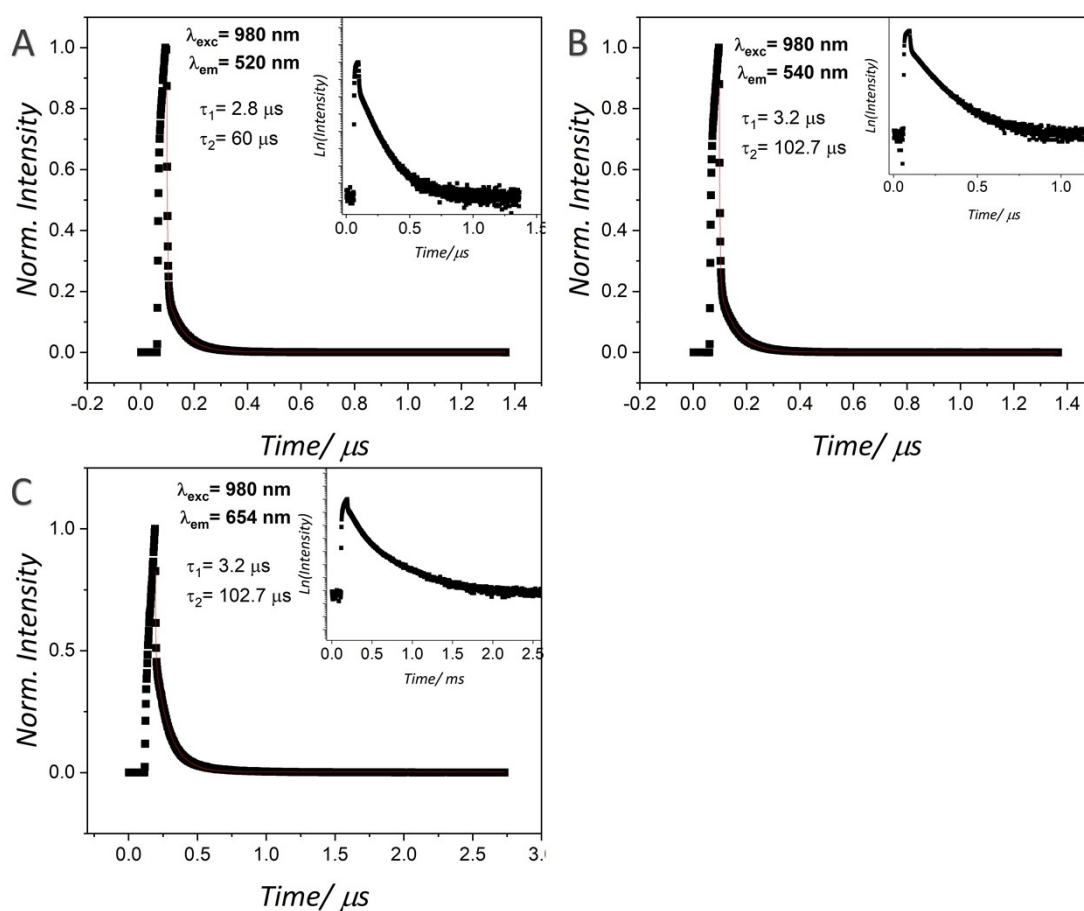 A
λexc= 980 nm
λem= 520 nm
τ1= 2.8 μs
τ2= 60 μs
Norm. Intensity
1.0
0.8
0.6
0.4
0.2
0.0
-0.2 0.0 0.2 0.4 0.6 0.8 1.0 1.2 1.4
Time/ μs
Ln(Intensity)
0.0 0.5 1.0 1.5
Time/μs
B
λexc= 980 nm
λem= 540 nm
τ1= 3.2 μs
τ2= 102.7 μs
Norm. Intensity
1.0
0.8
0.6
0.4
0.2
0.0
-0.2 0.0 0.2 0.4 0.6 0.8 1.0 1.2 1.4
Time/ μs
Ln(Intensity)
0.0 0.5 1.0
Time/ μs
C
λexc= 980 nm
λem= 654 nm
τ1= 3.2 μs
τ2= 102.7 μs
Norm. Intensity
1.0
0.5
0.0
0.0 0.5 1.0 1.5 2.0 2.5 3.0
Time/ μs
Ln(Intensity)
0.0 0.5 1.0 1.5 2.0 2.5
Time/ ms